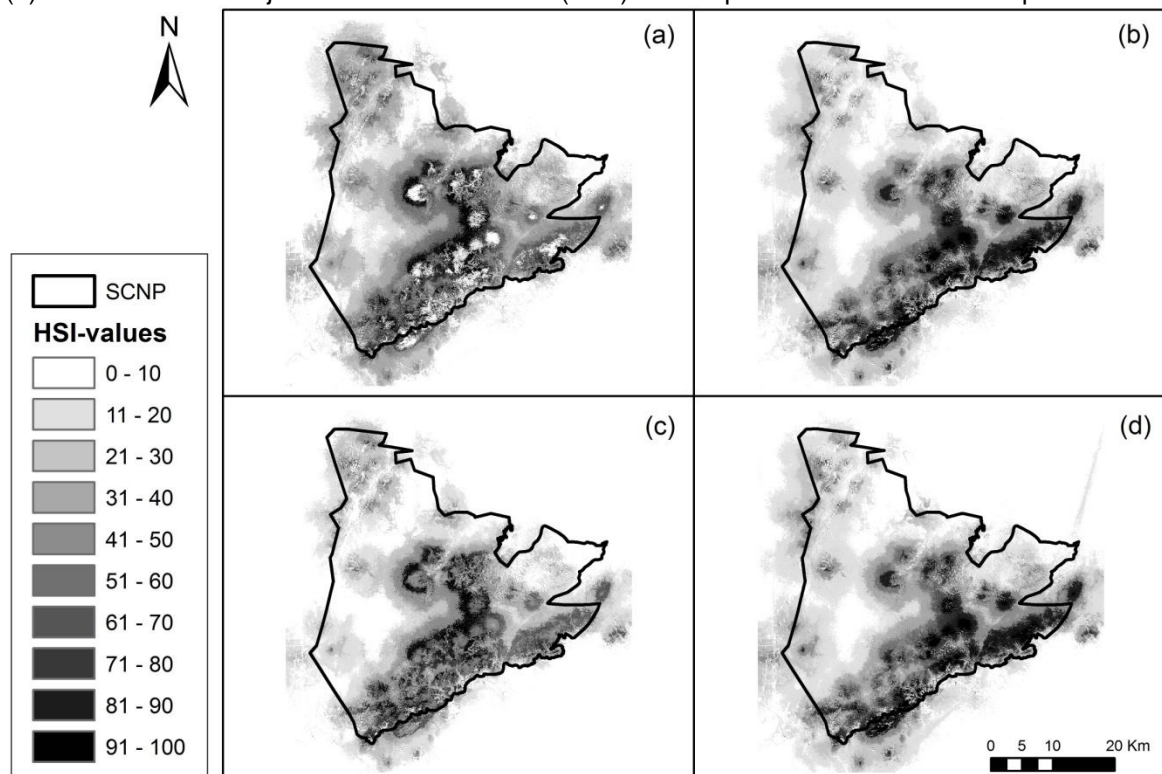 N
(a)
(b)
(c)
(d)
SCNP
HSI-values
0 - 10
11 - 20
21 - 30
31 - 40
41 - 50
51 - 60
61 - 70
71 - 80
81 - 90
91 - 100
0 5 10 20 Km